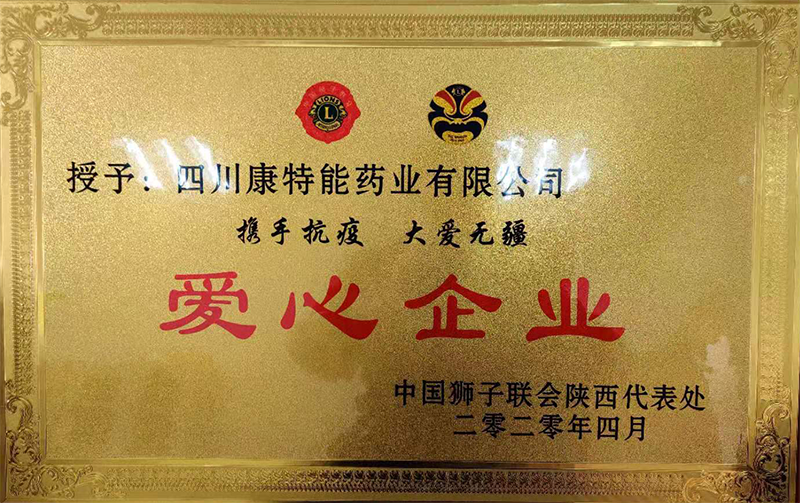 LIONS
L
授予：四川康特能药业有限公司
携手抗疫 大爱无疆
爱心企业
中国狮子联会陕西代表处
二零二零年四月